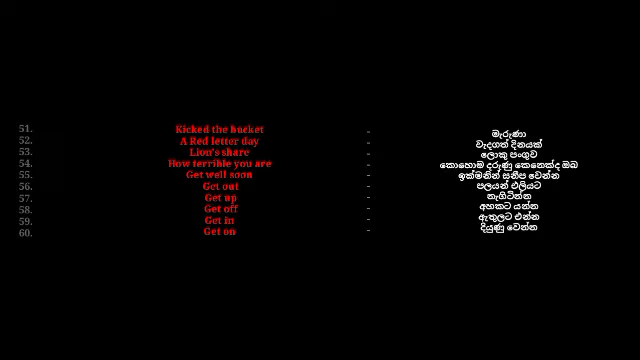 51. Kicked the bucket - මැරුණා
52. A Red letter day - වැදගත් දිනයක්
53. Lion's share - ලොකු පංගුව
54. How terrible you are - කොහොම දරුණු කෙනෙක්ද ඔබ
55. Get well soon - ඉක්මනින් සනීප වෙන්න
56. Get out - පලයන් එලියට
57. Get up - නැගිටින්න
58. Get off - අහකට යන්න
59. Get in - ඇතුලට එන්න
60. Get on - දියුණු වෙන්න